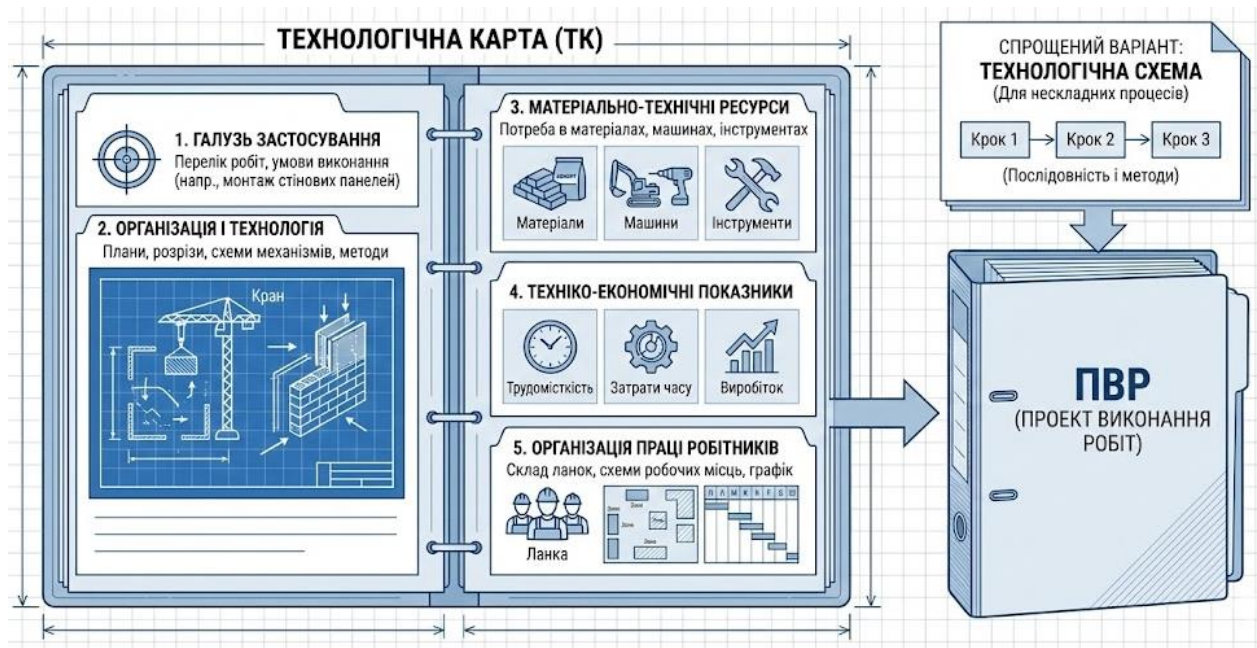 ТЕХНОЛОГІЧНА КАРТА (ТК)
1. ГАЛУЗЬ ЗАСТОСУВАННЯ
Перелік робіт, умови виконання
(напр., монтаж стінових панелей)
2. ОРГАНІЗАЦІЯ І ТЕХНОЛОГІЯ
Плани, розрізи, схеми механізмів, методи
Кран
3. МАТЕРІАЛЬНО-ТЕХНІЧНІ РЕСУРСИ
Потреба в матеріалах, машинах, інструментах
Матеріали
Машини
Інструменти
4. ТЕХНІКО-ЕКОНОМІЧНІ ПОКАЗНИКИ
Трудомісткість
Затрати часу
Виробіток
5. ОРГАНІЗАЦІЯ ПРАЦІ РОБІТНИКІВ
Склад ланок, схеми робочих місць, графік
Ланка
СПРОЩЕНИЙ ВАРІАНТ:
ТЕХНОЛОГІЧНА СХЕМА
(Для нескладних процесів)
Крок 1
Крок 2
Крок 3
(Послідовність і методи)
ПВР
(ПРОЕКТ ВИКОНАННЯ
РОБІТ)